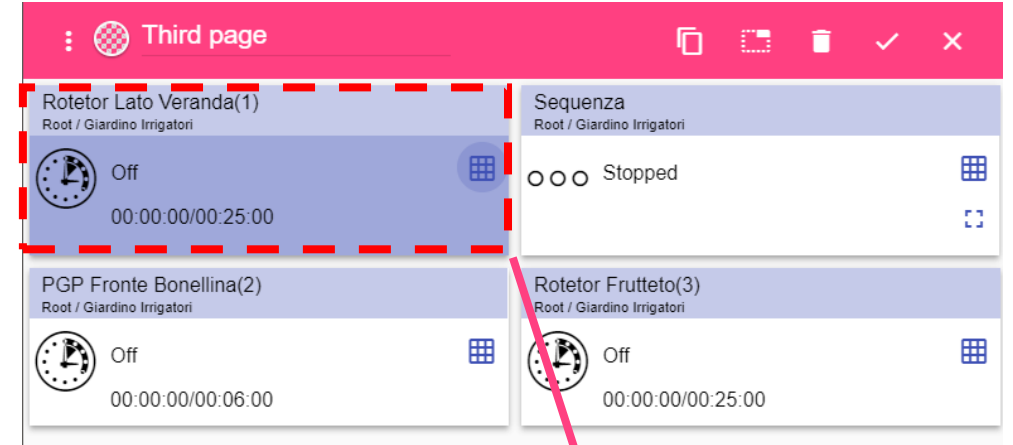 Third page
Rotetor Lato Veranda(1)
Root / Giardino Irrigatori
Off
00:00:00/00:25:00
Sequenza
Root / Giardino Irrigatori
Stopped
PGP Fronte Bonellina(2)
Root / Giardino Irrigatori
Off
00:00:00/00:06:00
Rotetor Frutteto(3)
Root / Giardino Irrigatori
Off
00:00:00/00:25:00